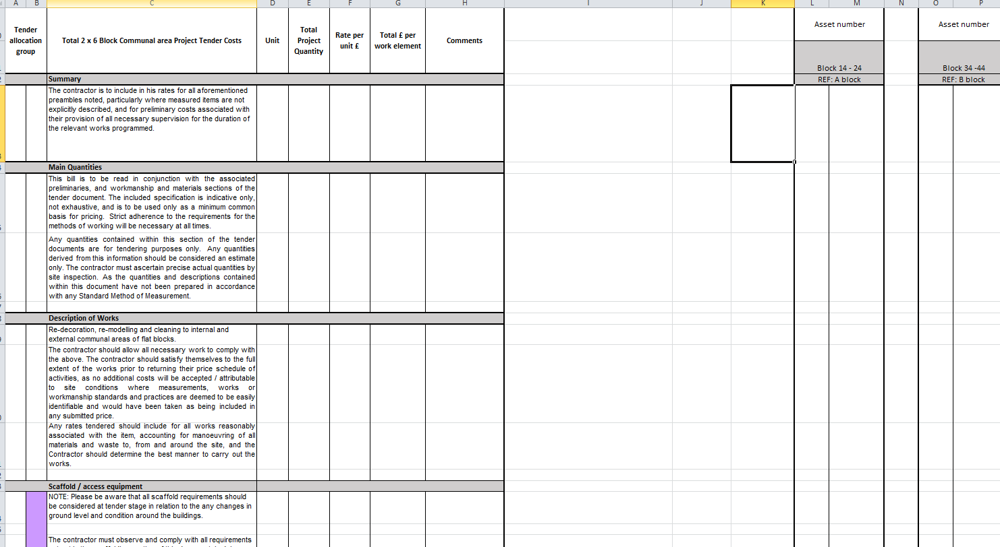 A B C D E F G H I J K L M N O P
Tender allocation group
Total 2 x 6 Block Communal area Project Tender Costs
Unit
Total Project Quantity
Rate per unit £
Total £ per work element
Comments
Asset number
Asset number
Block 14 - 24
Block 34 -44
Summary
REF: A block
REF: B block
The contractor is to include in his rates for all aforementioned
preambles noted, particularly where measured items are not
explicitly described, and for preliminary costs associated with
their provision of all necessary supervision for the duration of
the relevant works programmed.
Main Quantities
This bill is to be read in conjunction with the associated
preliminaries, and workmanship and materials sections of the
tender document. The included specification is indicative only,
not exhaustive, and is to be used only as a minimum common
basis for pricing. Strict adherence to the requirements for the
methods of working will be necessary at all times.
Any quantities contained within this section of the tender
documents are for tendering purposes only. Any quantities
derived from this information should be considered an estimate
only. The contractor must ascertain precise actual quantities by
site inspection. As the quantities and descriptions contained
within this document have not been prepared in accordance
with any Standard Method of Measurement.
Description of Works
Re-decoration, re-modelling and cleaning to internal and
external communal areas of flat blocks.
The contractor should allow all necessary work to comply with
the above. The contractor should satisfy themselves to the full
extent of the works prior to returning their price schedule of
activities, as no additional costs will be accepted / attributable
to site conditions where measurements, works or
workmanship standards and practices are deemed to be easily
identifiable and would have been taken as being included in
any submitted price.
Any rates tendered should include for all works reasonably
associated with the item, accounting for manoeuvring of all
materials and waste to, from and around the site, and the
Contractor should determine the best manner to carry out the
works.
Scaffold / access equipment
NOTE: Please be aware that all scaffold requirements should
be considered at tender stage in relation to the any changes in
ground level and condition around the buildings.
The contractor must observe and comply with all requirements